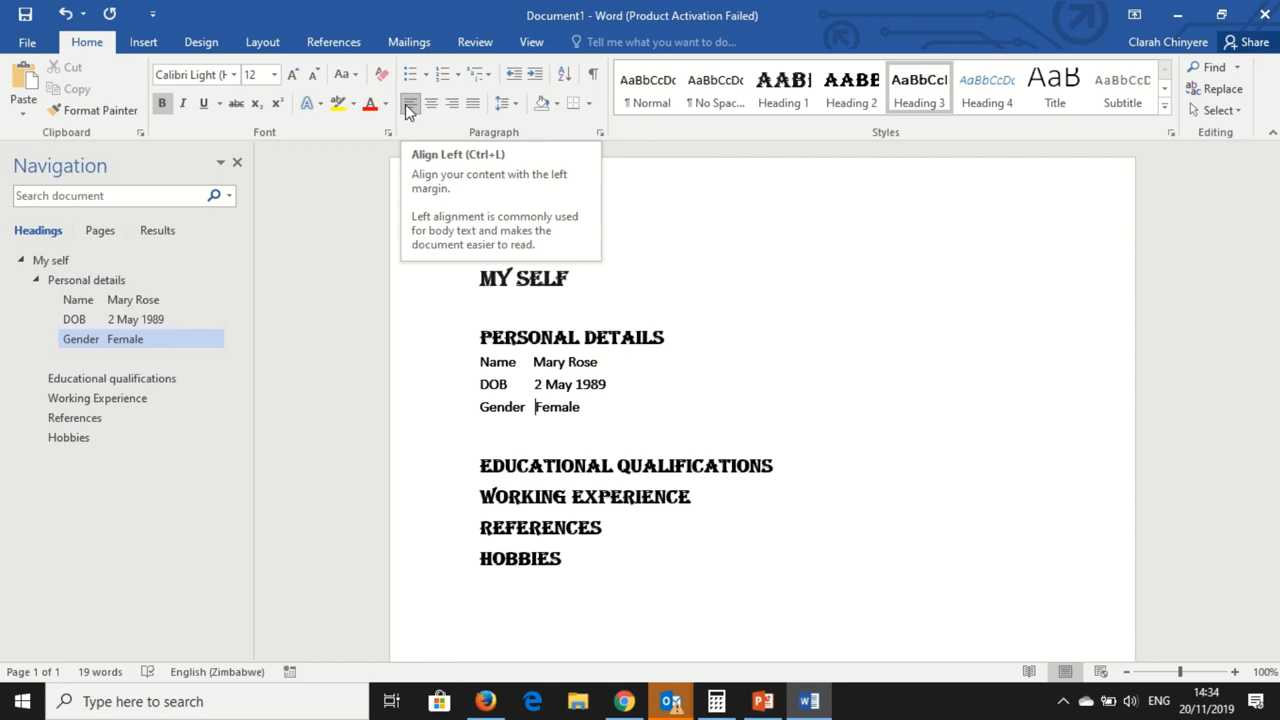 Document1 - Word (Product Activation Failed)
File Home Insert Design Layout References Mailings Review View Tell me what you want to do... Clarah Chinyere Share
Paste
Cut
Copy
Format Painter
Clipboard
Calibri Light (H 12 Aa
B I U abc X₂ X² A A
Font
Paragraph
AaBbCcDc AaBbCcDc AABI AABB AaBbCcI AaBbCcDc AaB AaBbCcDc
¶ Normal ¶ No Spac... Heading 1 Heading 2 Heading 3 Heading 4 Title Subtitle
Styles
Find
Replace
Select
Editing
Align Left (Ctrl+L)
Align your content with the left
margin.
Left alignment is commonly used
for body text and makes the
document easier to read.
Navigation
Search document
Headings Pages Results
My self
Personal details
Name Mary Rose
DOB 2 May 1989
Gender Female
Educational qualifications
Working Experience
References
Hobbies
MY SELF
PERSONAL DETAILS
Name Mary Rose
DOB 2 May 1989
Gender Female
EDUCATIONAL QUALIFICATIONS
WORKING EXPERIENCE
REFERENCES
HOBBIES
Page 1 of 1 19 words English (Zimbabwe) 100%
Type here to search
ENG
14:34
20/11/2019